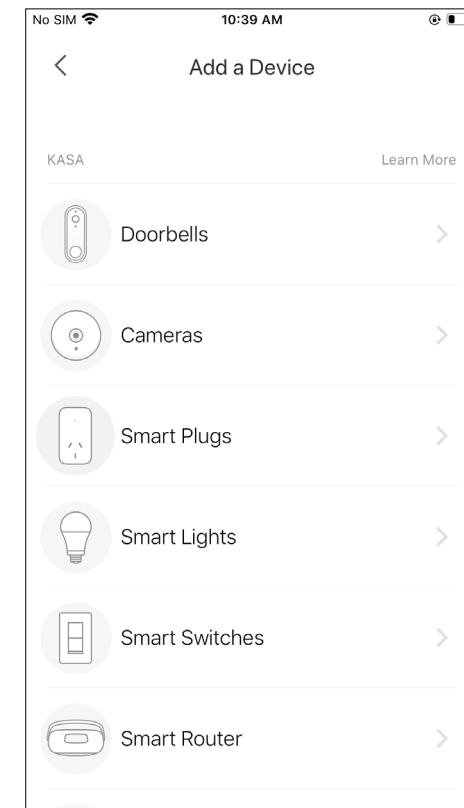 No SIM 10:39 AM
Add a Device
KASA Learn More
Doorbells
Cameras
Smart Plugs
Smart Lights
Smart Switches
Smart Router